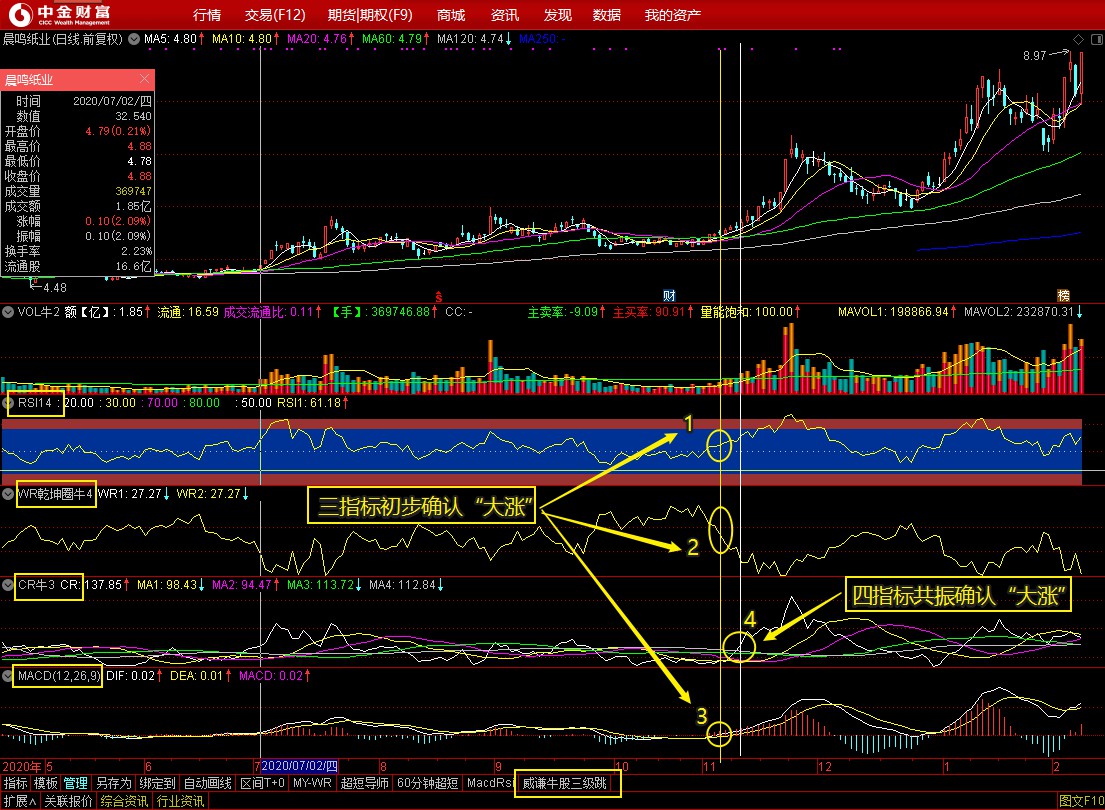 中金财富 行情 交易(F12) 期货|期权(F9) 商城 资讯 发现 数据 我的资产
CICC Wealth Management
晨鸣纸业(日线.前复权) MA5: 4.80↑ MA10: 4.80↑ MA20: 4.76↑ MA60: 4.79↑ MA120: 4.74↓ MA250: -
8.97
晨鸣纸业
时间 2020/07/02/四
数值 32.540
开盘价 4.79(0.21%)
最高价 4.88
最低价 4.78
收盘价 4.88
成交量 369747
成交额 1.85亿
涨幅 0.10(2.09%)
振幅 0.10(2.09%)
换手率 2.23%
流通股 16.6亿
4.48
S 财 榜
VOL牛2 额【亿】: 1.85↑ 流通: 16.59 成交流通比: 0.11↑ 【手】: 369746.88↑ CC: - 主卖率: -9.09↑ 主买率: 90.91↑ 量能饱和: 100.00↑ MAVOL1: 198866.94↑ MAVOL2: 232870.31↓
RSI14 : 20.00 : 30.00 : 70.00 : 80.00 : 50.00 RSI1: 61.18↑
1
WR乾坤圈牛4 WR1: 27.27↓ WR2: 27.27↓
三指标初步确认“大涨”
2
CR牛3 CR: 137.85↑ MA1: 98.43↓ MA2: 94.47↑ MA3: 113.72↓ MA4: 112.84↓
四指标共振确认“大涨”
4
MACD(12,26,9) DIF: 0.02↑ DEA: 0.01↑ MACD: 0.02↑
3
2020年 5 6 7 2020/07/02/四 8 9 10 11 12 1 2
指标 模板 管理 另存为 绑定到 自动画线 区间T+0 MY-WR 超短导师 60分钟超短 MacdRsi 威谦牛股三级跳
扩展∧ 关联报价 综合资讯 行业资讯 图文F10